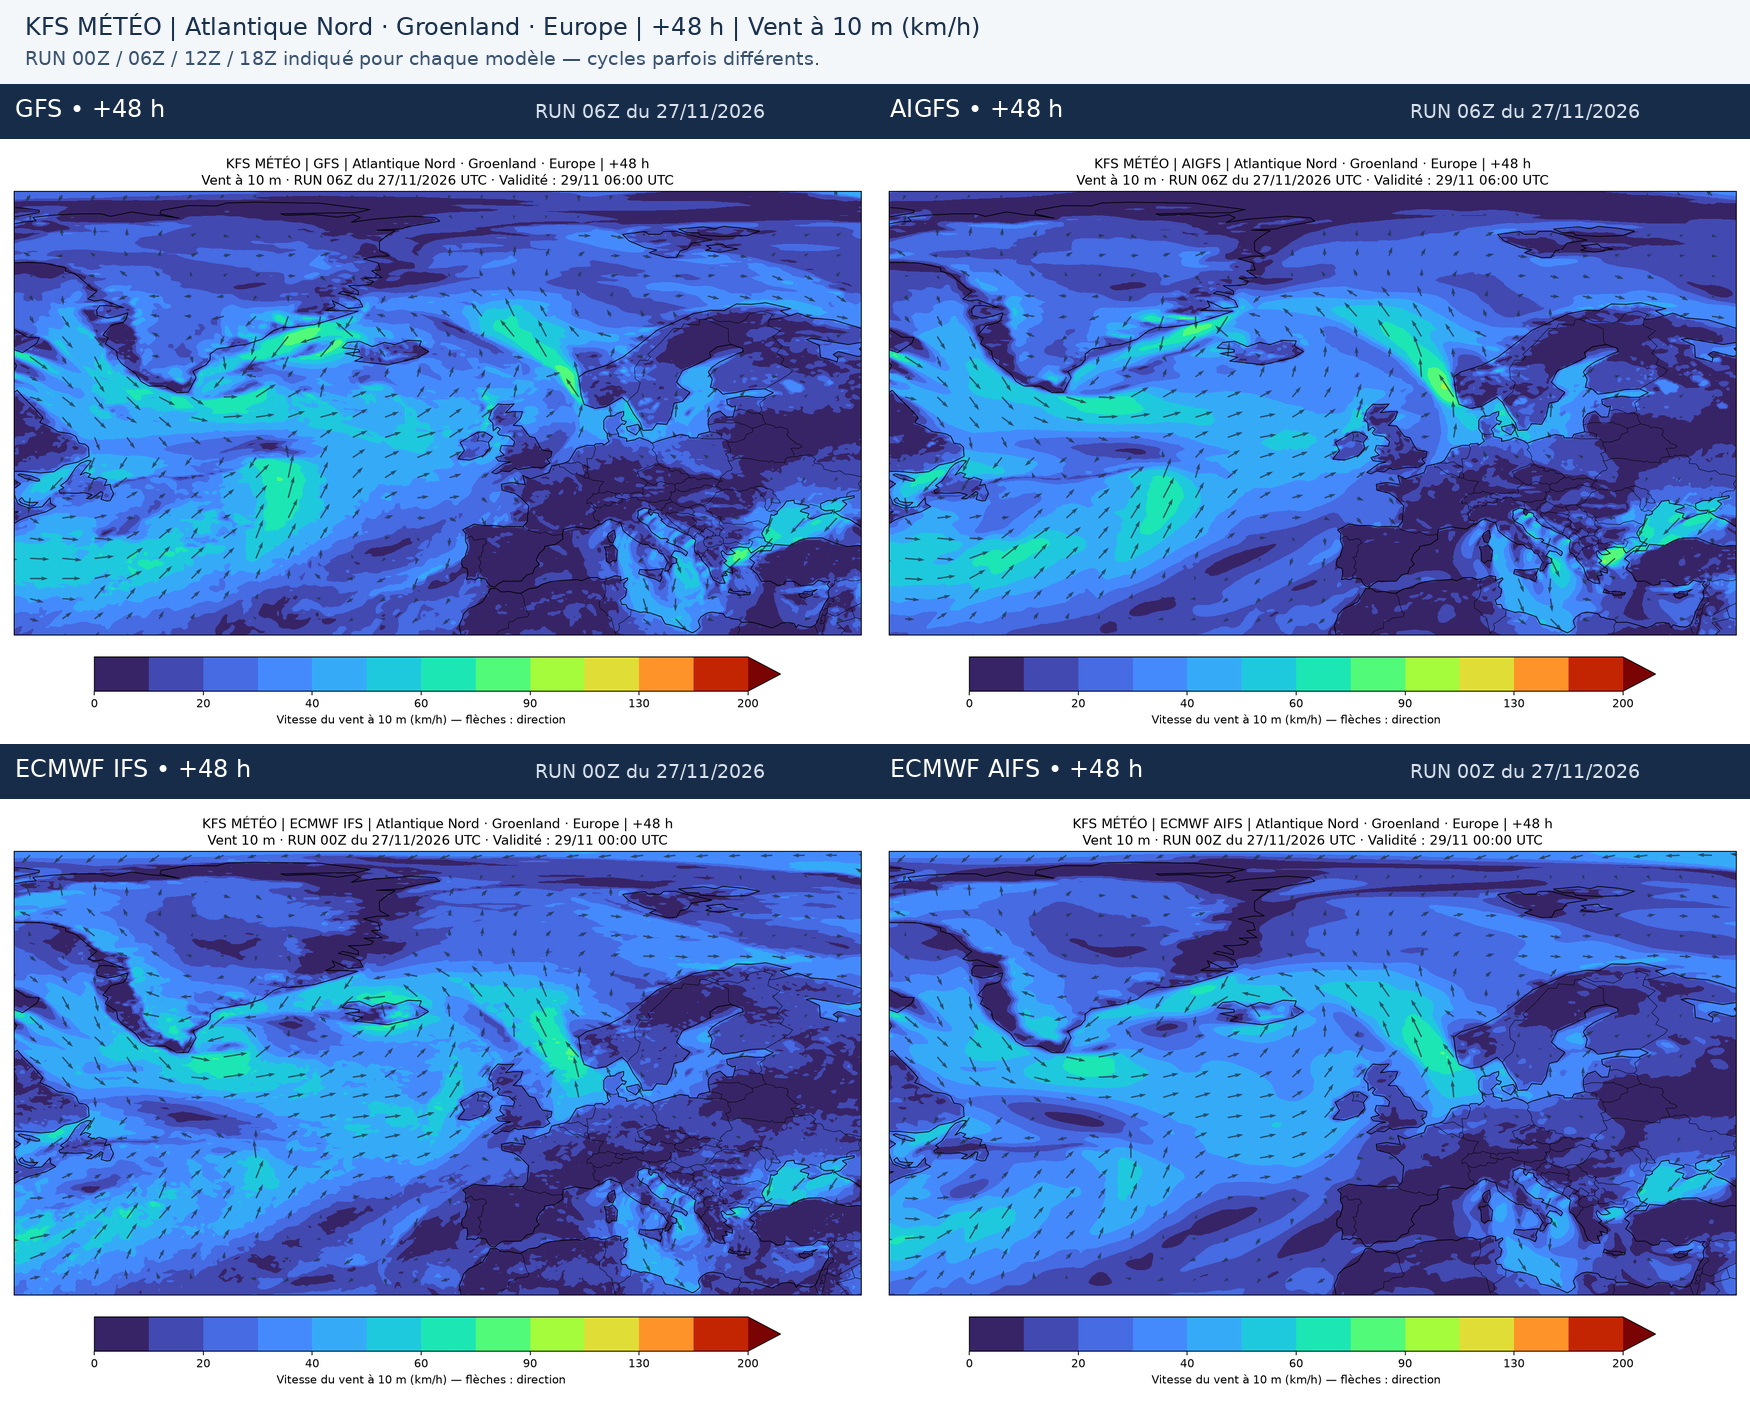 KFS MÉTÉO | Atlantique Nord · Groenland · Europe | +48 h | Vent à 10 m (km/h)
RUN 00Z / 06Z / 12Z / 18Z indiqué pour chaque modèle — cycles parfois différents.
GFS • +48 h
RUN 06Z du 27/11/2026
KFS MÉTÉO | GFS | Atlantique Nord · Groenland · Europe | +48 h
Vent à 10 m · RUN 06Z du 27/11/2026 UTC · Validité : 29/11 06:00 UTC
0 20 40 60 90 130 200
Vitesse du vent à 10 m (km/h) — flèches : direction
AIGFS • +48 h
RUN 06Z du 27/11/2026
KFS MÉTÉO | AIGFS | Atlantique Nord · Groenland · Europe | +48 h
Vent à 10 m · RUN 06Z du 27/11/2026 UTC · Validité : 29/11 06:00 UTC
0 20 40 60 90 130 200
Vitesse du vent à 10 m (km/h) — flèches : direction
ECMWF IFS • +48 h
RUN 00Z du 27/11/2026
KFS MÉTÉO | ECMWF IFS | Atlantique Nord · Groenland · Europe | +48 h
Vent 10 m · RUN 00Z du 27/11/2026 UTC · Validité : 29/11 00:00 UTC
0 20 40 60 90 130 200
Vitesse du vent à 10 m (km/h) — flèches : direction
ECMWF AIFS • +48 h
RUN 00Z du 27/11/2026
KFS MÉTÉO | ECMWF AIFS | Atlantique Nord · Groenland · Europe | +48 h
Vent 10 m · RUN 00Z du 27/11/2026 UTC · Validité : 29/11 00:00 UTC
0 20 40 60 90 130 200
Vitesse du vent à 10 m (km/h) — flèches : direction